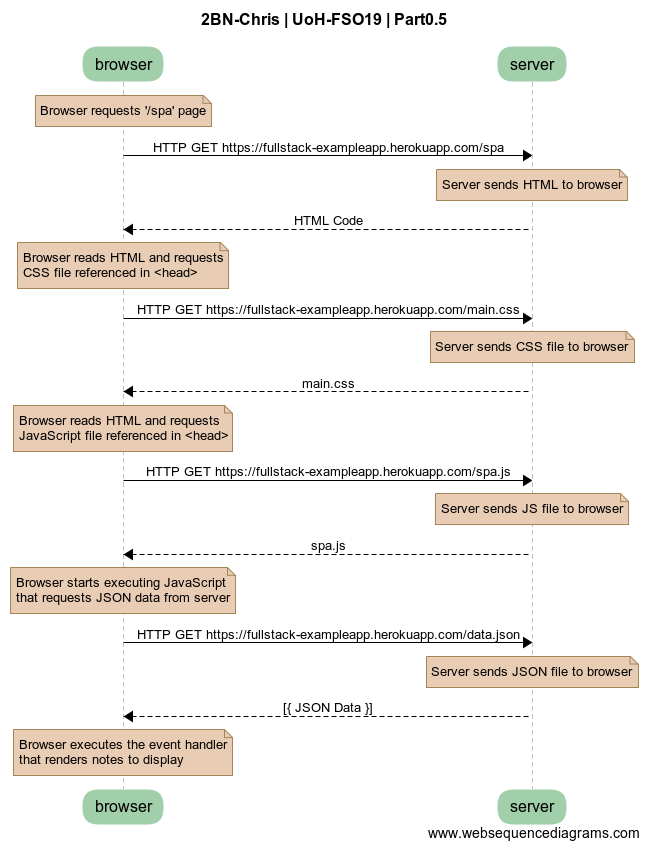 2BN-Chris | UoH-FSO19 | Part0.5
browser
server
Browser requests '/spa' page
HTTP GET https://fullstack-exampleapp.herokuapp.com/spa
Server sends HTML to browser
HTML Code
Browser reads HTML and requests
CSS file referenced in <head>
HTTP GET https://fullstack-exampleapp.herokuapp.com/main.css
Server sends CSS file to browser
main.css
Browser reads HTML and requests
JavaScript file referenced in <head>
HTTP GET https://fullstack-exampleapp.herokuapp.com/spa.js
Server sends JS file to browser
spa.js
Browser starts executing JavaScript
that requests JSON data from server
HTTP GET https://fullstack-exampleapp.herokuapp.com/data.json
Server sends JSON file to browser
[{ JSON Data }]
Browser executes the event handler
that renders notes to display
browser
server
www.websequencediagrams.com